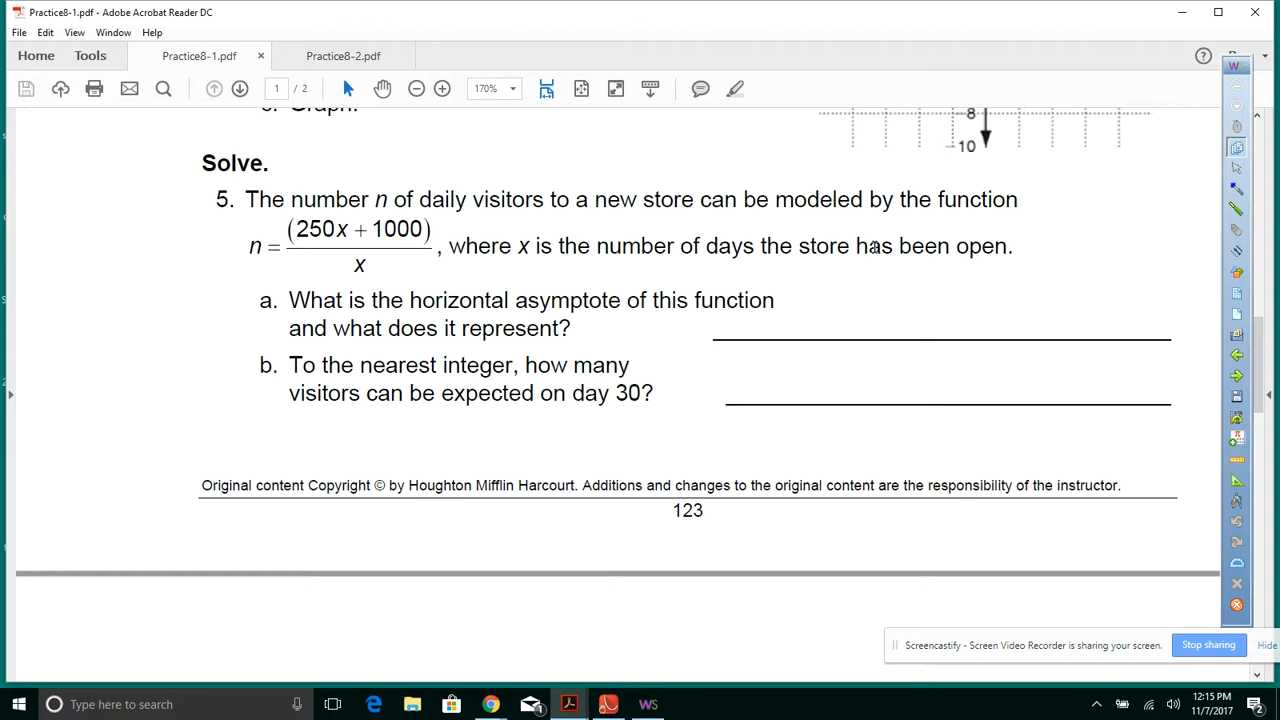 Practice8-1.pdf - Adobe Acrobat Reader DC
File Edit View Window Help
Home Tools Practice8-1.pdf × Practice8-2.pdf
1 / 2 170%
c. Graph.
–8
–10
Solve.
5. The number n of daily visitors to a new store can be modeled by the function
n = (250x + 1000) / x , where x is the number of days the store has been open.
a. What is the horizontal asymptote of this function
and what does it represent?
b. To the nearest integer, how many
visitors can be expected on day 30?
Original content Copyright © by Houghton Mifflin Harcourt. Additions and changes to the original content are the responsibility of the instructor.
123
Screencastify - Screen Video Recorder is sharing your screen. Stop sharing Hide
Type here to search
12:15 PM
11/7/2017